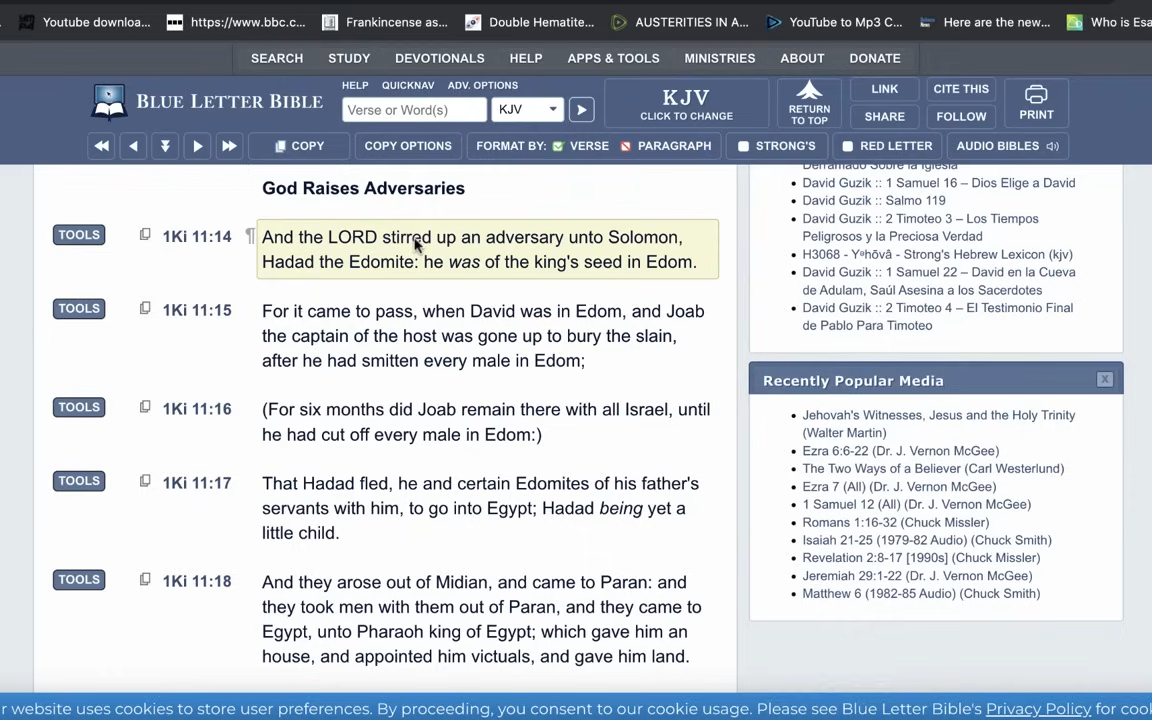 Youtube downloa...
https://www.bbc.c...
Frankincense as...
Double Hematite...
AUSTERITIES IN A...
YouTube to Mp3 C...
Here are the new...
Who is Esa
SEARCH STUDY DEVOTIONALS HELP APPS & TOOLS MINISTRIES ABOUT DONATE
BLUE LETTER BIBLE
HELP QUICKNAV ADV. OPTIONS
Verse or Word(s) KJV
KJV
CLICK TO CHANGE
RETURN
TO TOP
LINK CITE THIS
SHARE FOLLOW
PRINT
COPY COPY OPTIONS FORMAT BY: VERSE PARAGRAPH STRONG'S RED LETTER AUDIO BIBLES
God Raises Adversaries
TOOLS 1Ki 11:14 ¶ And the LORD stirred up an adversary unto Solomon,
Hadad the Edomite: he was of the king's seed in Edom.
TOOLS 1Ki 11:15 For it came to pass, when David was in Edom, and Joab
the captain of the host was gone up to bury the slain,
after he had smitten every male in Edom;
TOOLS 1Ki 11:16 (For six months did Joab remain there with all Israel, until
he had cut off every male in Edom:)
TOOLS 1Ki 11:17 That Hadad fled, he and certain Edomites of his father's
servants with him, to go into Egypt; Hadad being yet a
little child.
TOOLS 1Ki 11:18 And they arose out of Midian, and came to Paran: and
they took men with them out of Paran, and they came to
Egypt, unto Pharaoh king of Egypt; which gave him an
house, and appointed him victuals, and gave him land.
Derramado Sobre la Iglesia
David Guzik :: 1 Samuel 16 – Dios Elige a David
David Guzik :: Salmo 119
David Guzik :: 2 Timoteo 3 – Los Tiempos
Peligrosos y la Preciosa Verdad
H3068 - Yᵊhōvâ - Strong's Hebrew Lexicon (kjv)
David Guzik :: 1 Samuel 22 – David en la Cueva
de Adulam, Saúl Asesina a los Sacerdotes
David Guzik :: 2 Timoteo 4 – El Testimonio Final
de Pablo Para Timoteo
Recently Popular Media x
Jehovah's Witnesses, Jesus and the Holy Trinity
(Walter Martin)
Ezra 6:6-22 (Dr. J. Vernon McGee)
The Two Ways of a Believer (Carl Westerlund)
Ezra 7 (All) (Dr. J. Vernon McGee)
1 Samuel 12 (All) (Dr. J. Vernon McGee)
Romans 1:16-32 (Chuck Missler)
Isaiah 21-25 (1979-82 Audio) (Chuck Smith)
Revelation 2:8-17 [1990s] (Chuck Missler)
Jeremiah 29:1-22 (Dr. J. Vernon McGee)
Matthew 6 (1982-85 Audio) (Chuck Smith)
r website uses cookies to store user preferences. By proceeding, you consent to our cookie usage. Please see Blue Letter Bible's Privacy Policy for cook